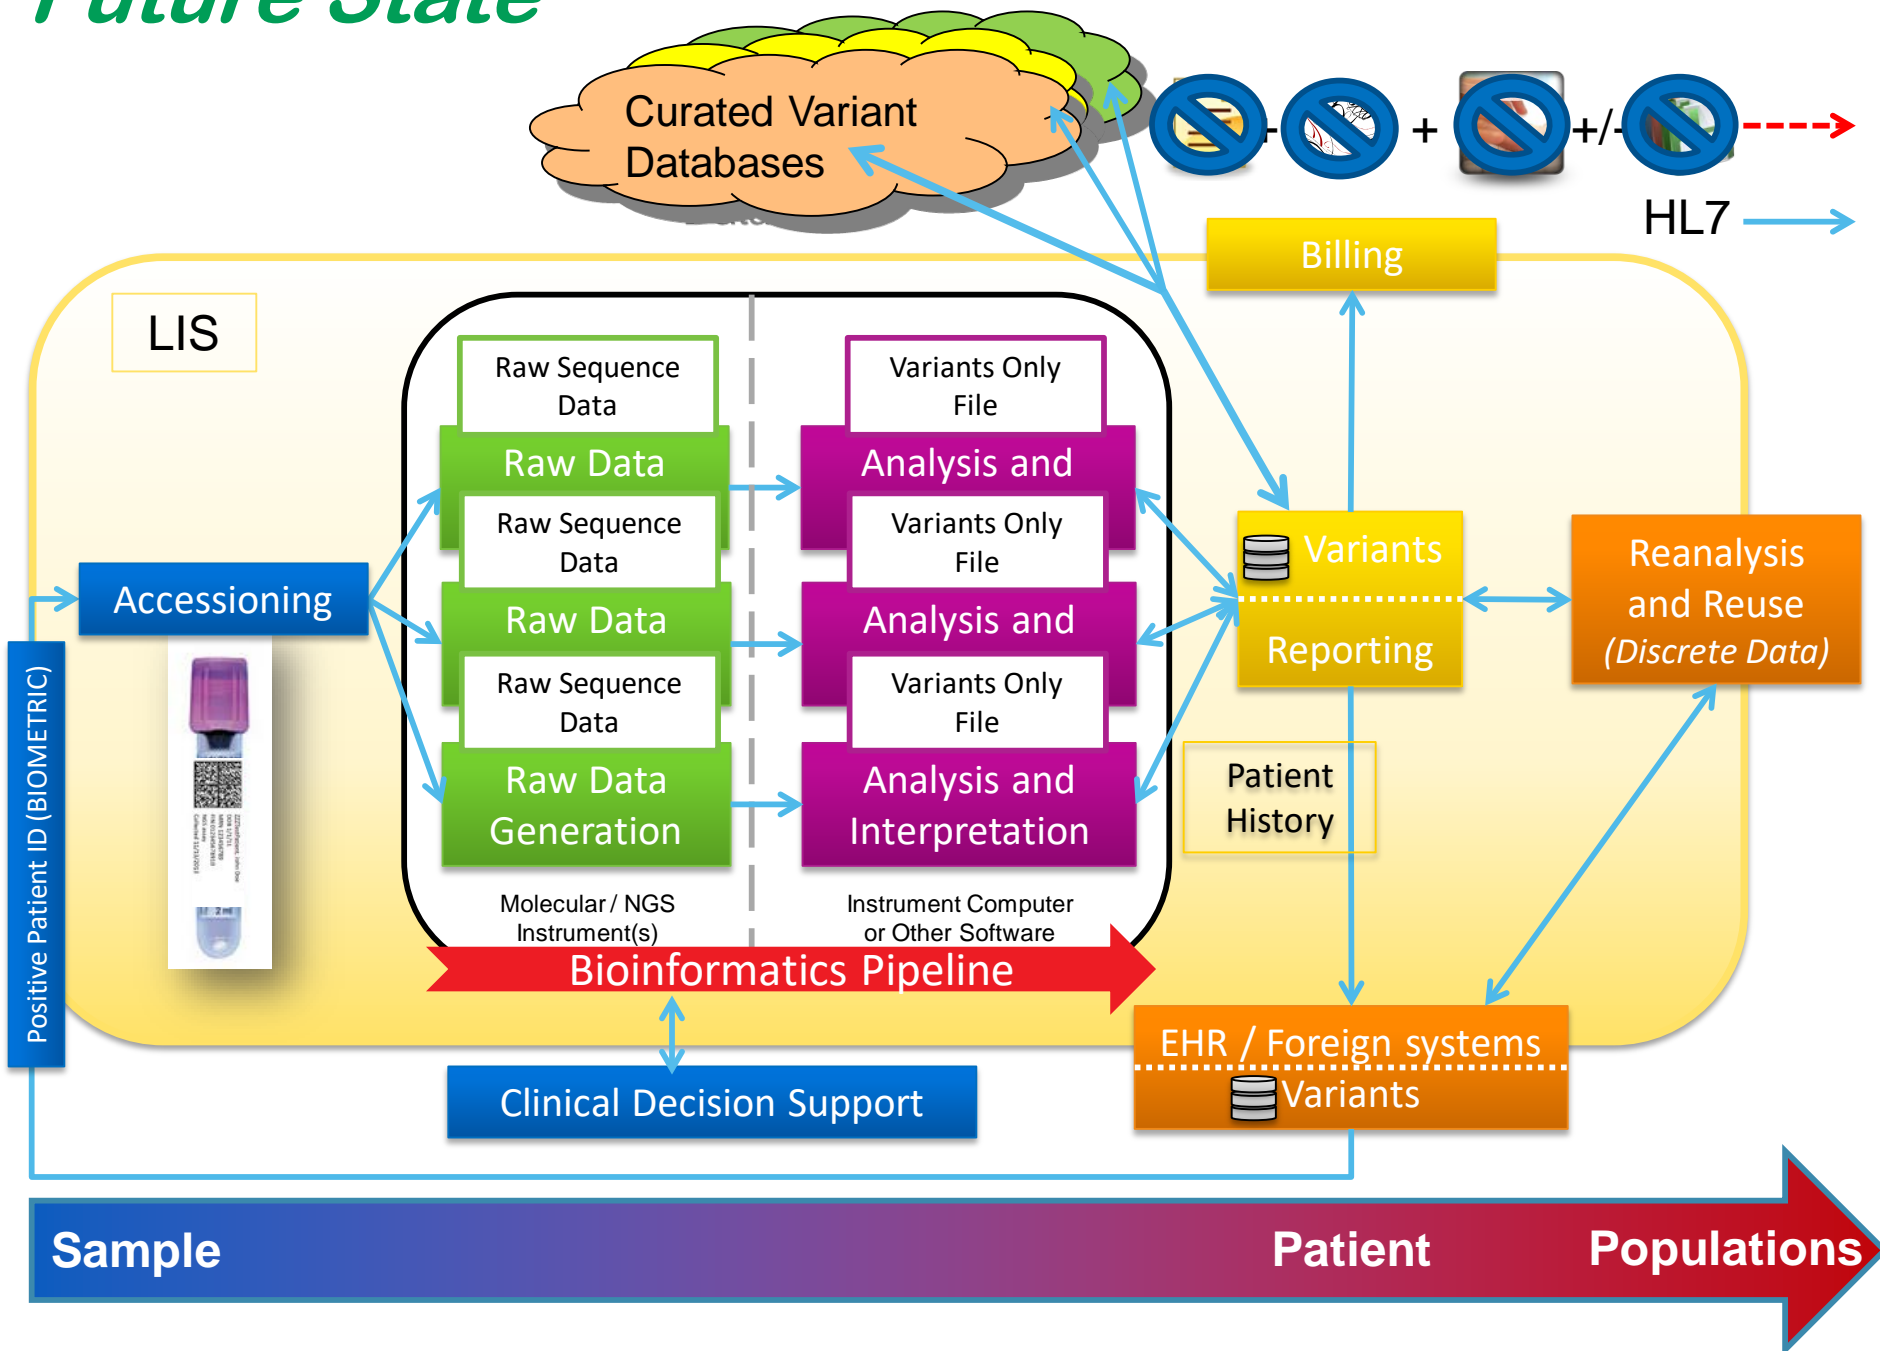 Future State
Curated Variant
Databases
+
+
+/-
HL7
Billing
LIS
Raw Sequence
Data
Variants Only
File
Raw Data
Analysis and
Raw Sequence
Data
Variants Only
File
Variants
Reanalysis
and Reuse
(Discrete Data)
Accessioning
Raw Data
Analysis and
Reporting
Raw Sequence
Data
Variants Only
File
Positive Patient ID (BIOMETRIC)
Raw Data
Generation
Analysis and
Interpretation
Patient
History
Molecular / NGS
Instrument(s)
Instrument Computer
or Other Software
Bioinformatics Pipeline
EHR / Foreign systems
Variants
Clinical Decision Support
Sample
Patient
Populations